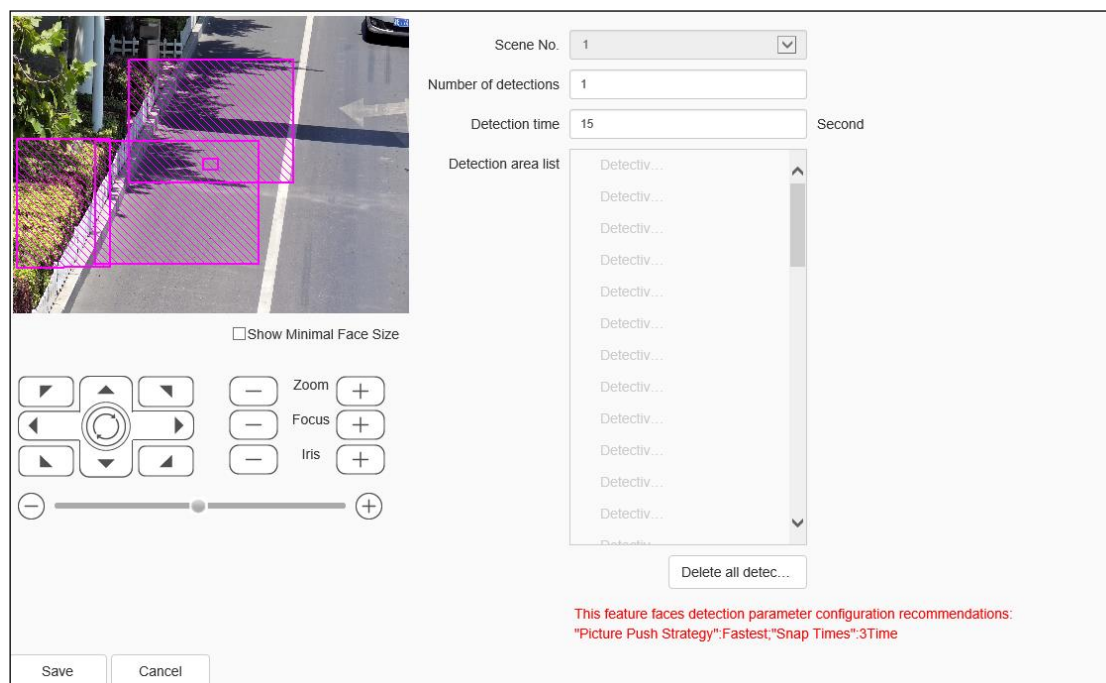 Scene No. 1
Number of detections 1
Detection time 15 Second
Detection area list Detectiv...
Detectiv...
Detectiv...
Detectiv...
Detectiv...
Detectiv...
Detectiv...
Detectiv...
Detectiv...
Detectiv...
Detectiv...
Detectiv...
Show Minimal Face Size
Zoom
Focus
Iris
Delete all detec...
This feature faces detection parameter configuration recommendations:
"Picture Push Strategy":Fastest;"Snap Times":3Time
Save Cancel